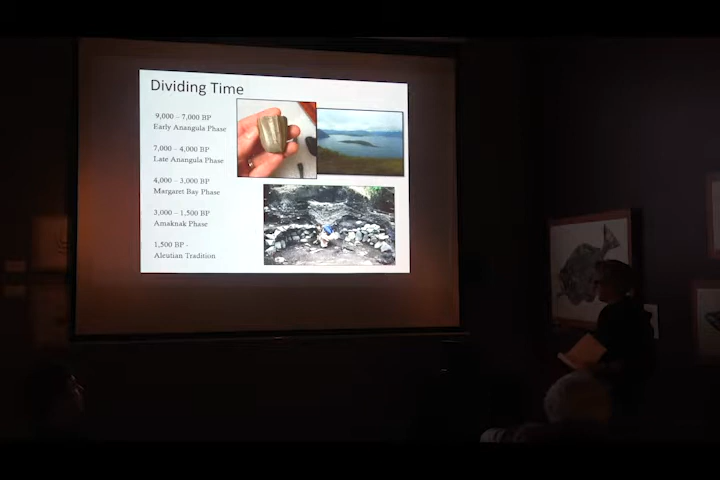 Dividing Time
9,000 – 7,000 BP
Early Anangula Phase
7,000 – 4,000 BP
Late Anangula Phase
4,000 – 3,000 BP
Margaret Bay Phase
3,000 – 1,500 BP
Amaknak Phase
1,500 BP -
Aleutian Tradition